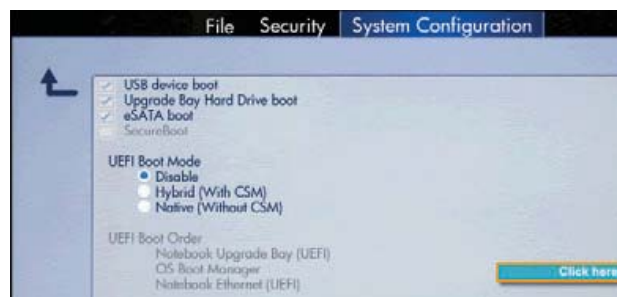 File Security System Configuration
USB device boot
Upgrade Bay Hard Drive boot
eSATA boot
SecureBoot
UEFI Boot Mode
Disable
Hybrid (With CSM)
Native (Without CSM)
UEFI Boot Order
Notebook Upgrade Bay (UEFI)
OS Boot Manager
Notebook Ethernet (UEFI)
Click here